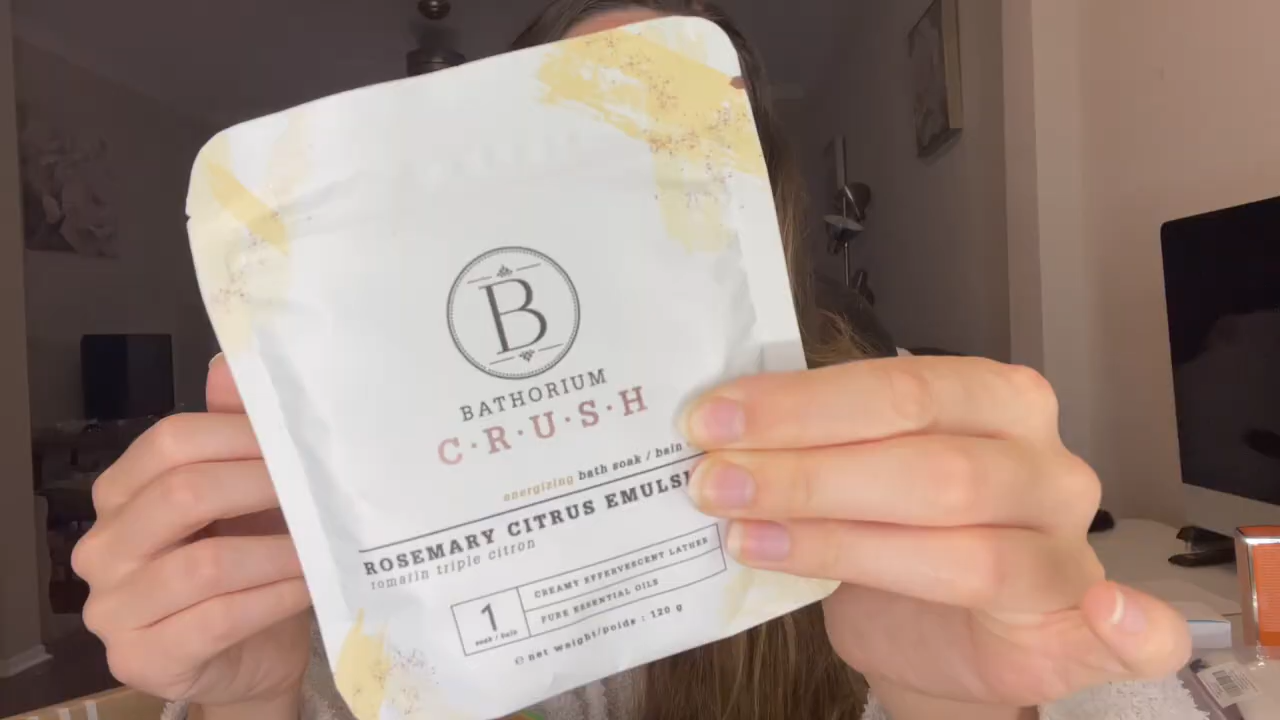 B
BATHORIUM
C·R·U·S·H
energizing bath soak / bain
ROSEMARY CITRUS
romarin triple citron
1
soak / bain
CREAMY EFFERVESCENT LATHER
PURE ESSENTIAL OILS
℮ net weight/poids : 120 g